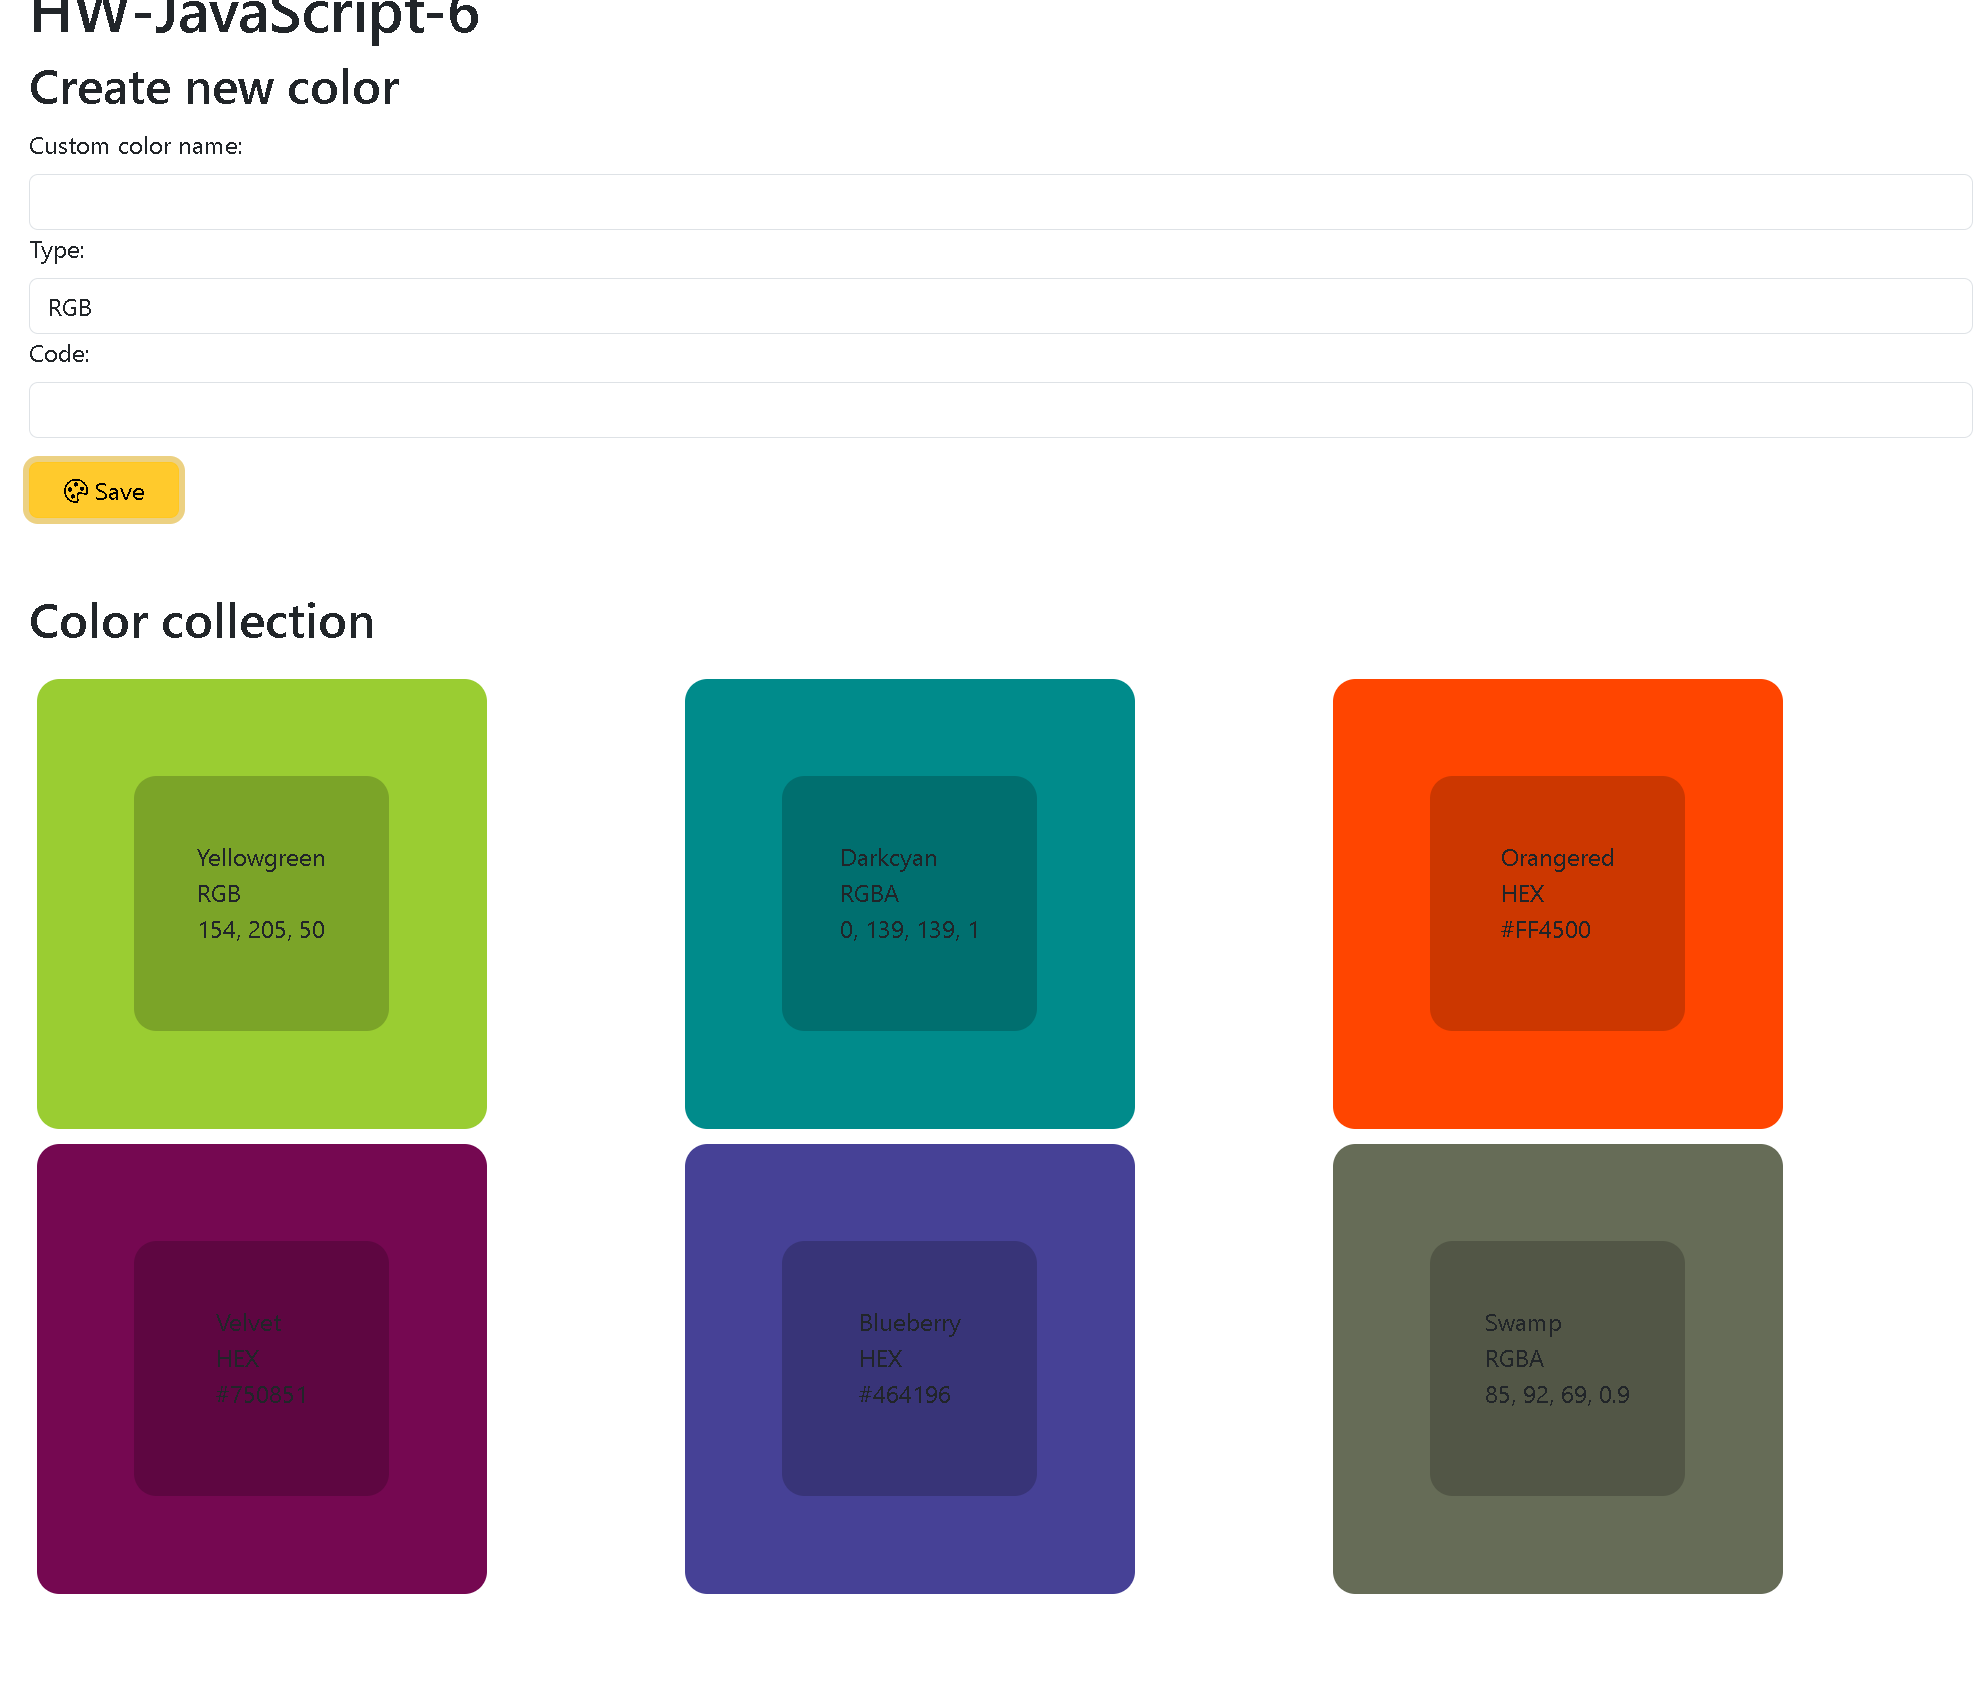 HW-JavaScript-6
Create new color
Custom color name:
Type:
RGB
Code:
Save
Color collection
Yellowgreen
RGB
154, 205, 50
Darkcyan
RGBA
0, 139, 139, 1
Orangered
HEX
#FF4500
Velvet
HEX
#750851
Blueberry
HEX
#464196
Swamp
RGBA
85, 92, 69, 0.9